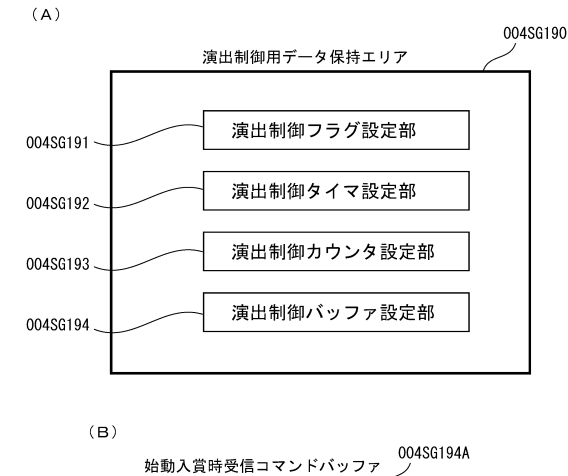 (A)
004SG190
演出制御用データ保持エリア
演出制御フラグ設定部
004SG191
演出制御タイマ設定部
004SG192
演出制御カウンタ設定部
004SG193
演出制御バッファ設定部
004SG194
(B)
004SG194A
始動入賞時受信コマンドバッファ